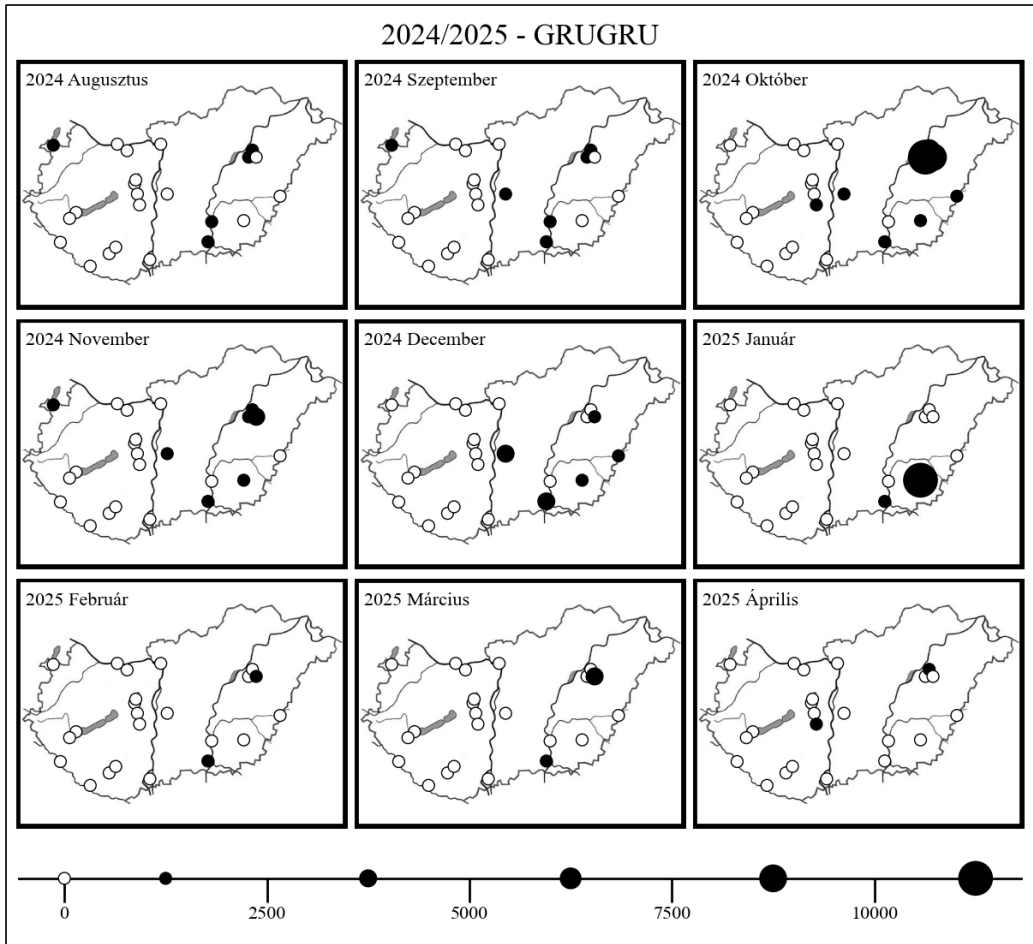 2024/2025 - GRUGRU
2024 Augusztus
2024 Szeptember
2024 Október
2024 November
2024 December
2025 Január
2025 Február
2025 Március
2025 Április
0
2500
5000
7500
10000